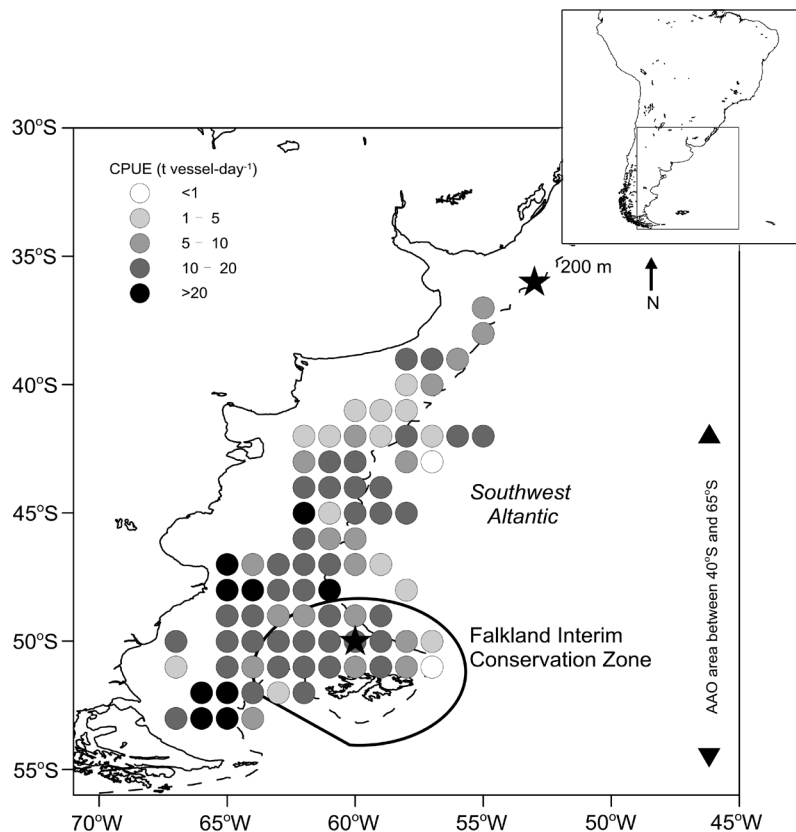 30°S
CPUE (t vessel-day-1)
<1
1 – 5
5 – 10
10 – 20
>20
35°S
200 m
N
40°S
Southwest
Altantic
45°S
AAO area between 40°S and 65°S
50°S
Falkland Interim
Conservation Zone
55°S
70°W
65°W
60°W
55°W
50°W
45°W